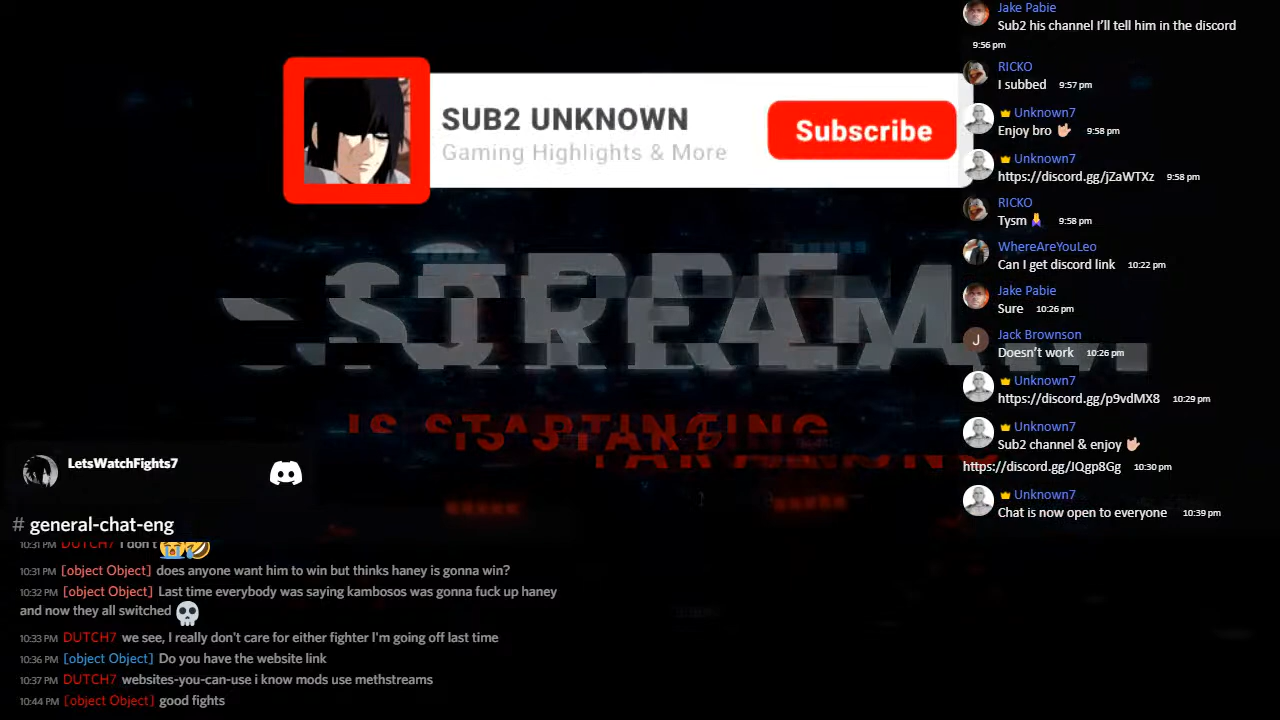 SUB2 UNKNOWN
Gaming Highlights & More
Subscribe
STREAM
IS STARTING
Jake Pabie
Sub2 his channel I’ll tell him in the discord
9:56 pm
RICKO
I subbed 9:57 pm
Unknown7
Enjoy bro 🤟🏻 9:58 pm
Unknown7
https://discord.gg/jZaWTXz 9:58 pm
RICKO
Tysm 9:58 pm
WhereAreYouLeo
Can I get discord link 10:22 pm
Jake Pabie
Sure 10:26 pm
J
Jack Brownson
Doesn’t work 10:26 pm
Unknown7
https://discord.gg/p9vdMX8 10:29 pm
Unknown7
Sub2 channel & enjoy 🤟🏻
https://discord.gg/JQgp8Gg 10:30 pm
Unknown7
Chat is now open to everyone 10:39 pm
LetsWatchFights7
# general-chat-eng
10:31 PM DUTCH7 I don't 😭🤣
10:31 PM [object Object] does anyone want him to win but thinks haney is gonna win?
10:32 PM [object Object] Last time everybody was saying kambosos was gonna fuck up haney
and now they all switched 💀
10:33 PM DUTCH7 we see, I really don't care for either fighter I'm going off last time
10:36 PM [object Object] Do you have the website link
10:37 PM DUTCH7 websites-you-can-use i know mods use methstreams
10:44 PM [object Object] good fights